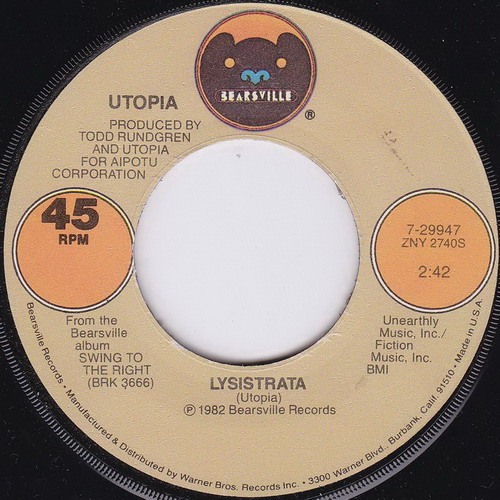 BEARSVILLE
®
UTOPIA
PRODUCED BY
TODD RUNDGREN
AND UTOPIA
FOR AIPOTU
CORPORATION
45
RPM
7-29947
ZNY 2740S
2:42
From the
Bearsville
album
SWING TO
THE RIGHT
(BRK 3666)
Unearthly
Music, Inc./
Fiction
Music, Inc.
BMI
LYSISTRATA
(Utopia)
℗ 1982 Bearsville Records
Bearsville Records • Manufactured & Distributed by Warner Bros. Records Inc. • 3300 Warner Blvd., Burbank, Calif. 91510 • Made in U.S.A.